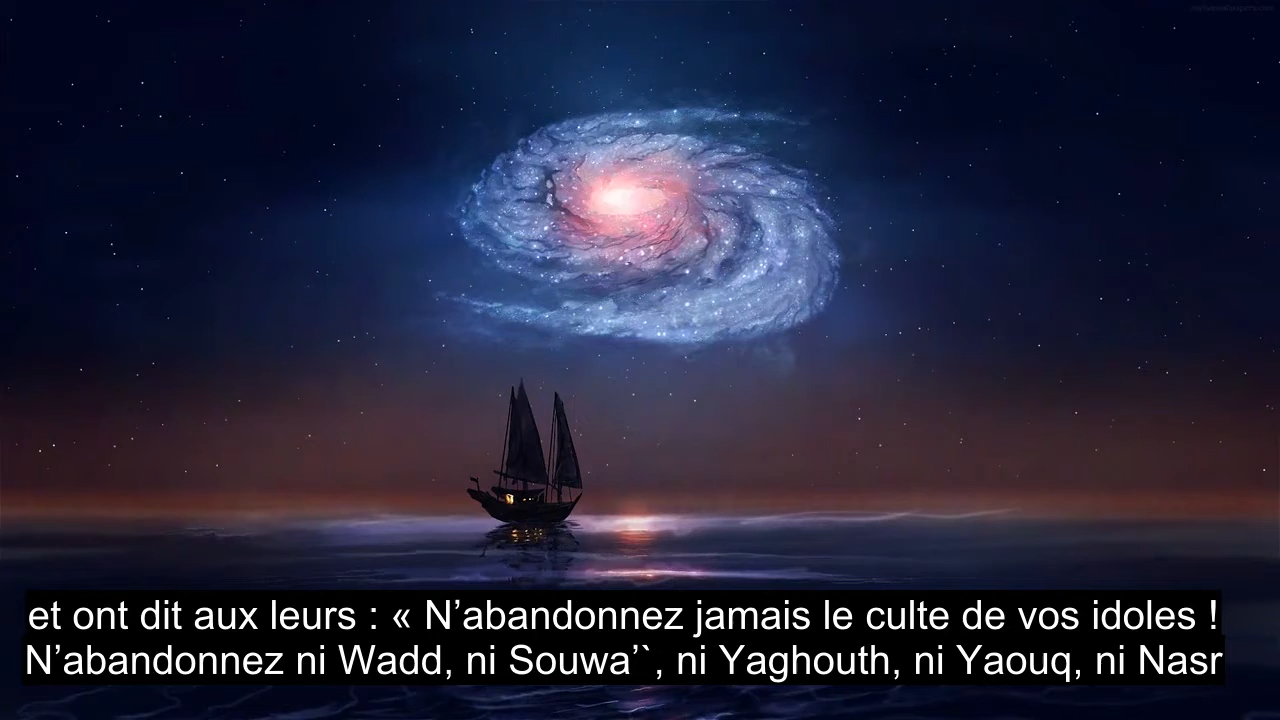 et ont dit aux leurs : « N’abandonnez jamais le culte de vos idoles !
N’abandonnez ni Wadd, ni Souwa’`, ni Yaghouth, ni Yaouq, ni Nasr